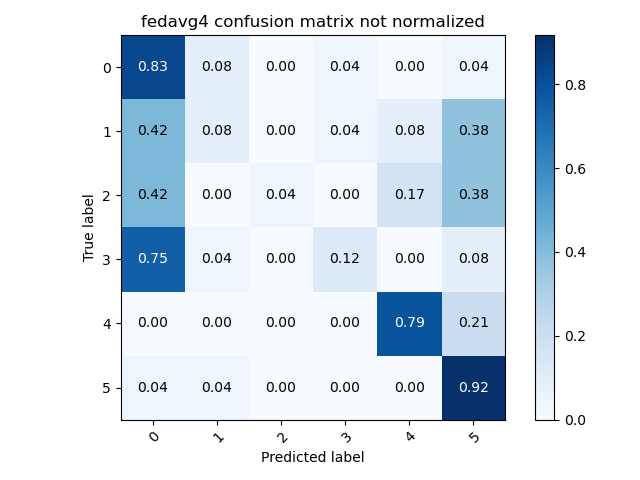 fedavg4 confusion matrix not normalized
0 0.83 0.08 0.00 0.04 0.00 0.04
1 0.42 0.08 0.00 0.04 0.08 0.38
2 0.42 0.00 0.04 0.00 0.17 0.38
3 0.75 0.04 0.00 0.12 0.00 0.08
4 0.00 0.00 0.00 0.00 0.79 0.21
5 0.04 0.04 0.00 0.00 0.00 0.92
0 1 2 3 4 5
True label
Predicted label
0.8
0.6
0.4
0.2
0.0